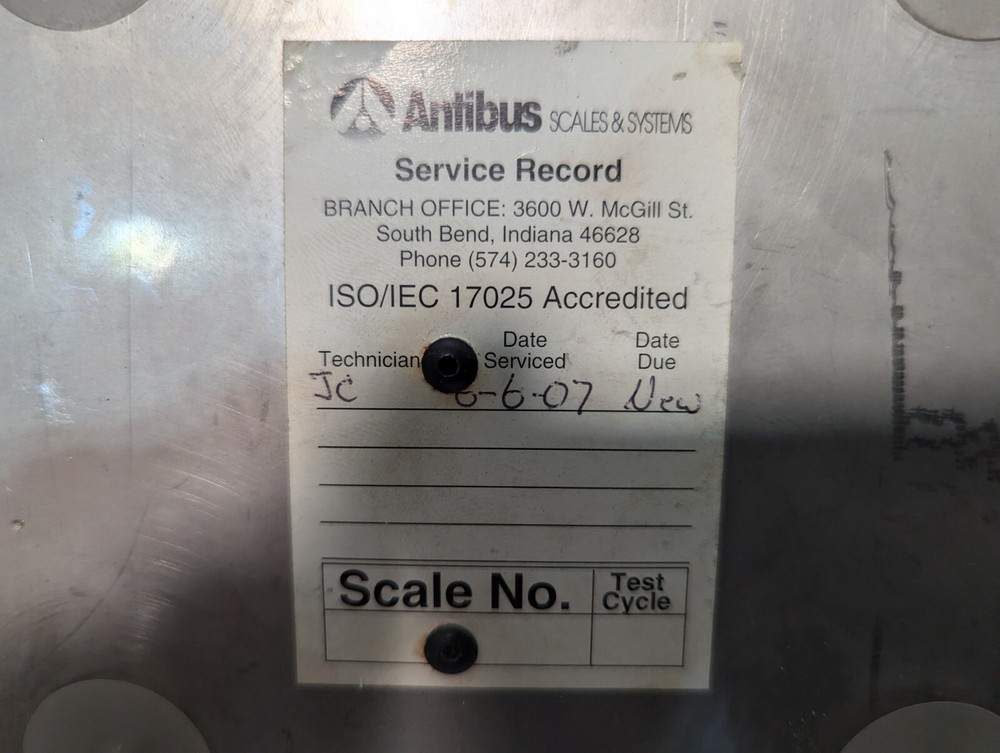 Antibus SCALES & SYSTEMS
Service Record
BRANCH OFFICE: 3600 W. McGill St.
South Bend, Indiana 46628
Phone (574) 233-3160
ISO/IEC 17025 Accredited
Technician Date Serviced Date Due
JC 6-6-07 New
Scale No. Test Cycle